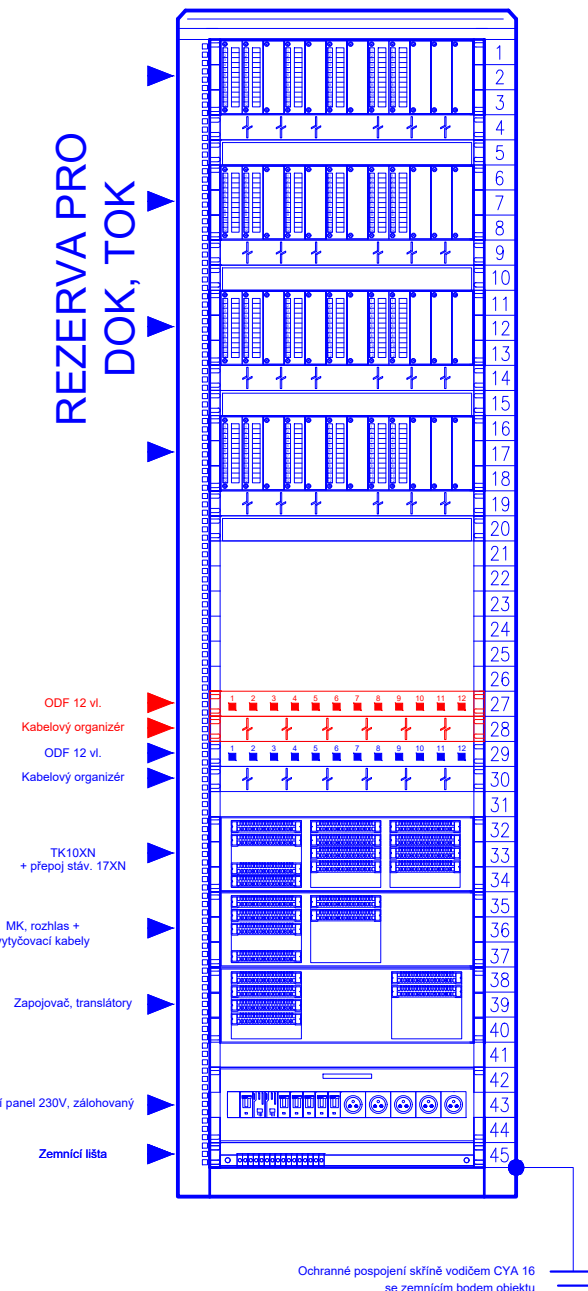 REZERVA PRO
DOK, TOK
1
2
3
4
5
6
7
8
9
10
11
12
13
14
15
16
17
18
19
20
21
22
23
24
25
26
ODF 12 vl.
1 2 3 4 5 6 7 8 9 10 11 12
27
Kabelový organizér
28
ODF 12 vl.
1 2 3 4 5 6 7 8 9 10 11 12
29
Kabelový organizér
30
31
32
TK10XN
+ přepoj stáv. 17XN
33
34
35
MK, rozhlas +
vytyčovací kabely
36
37
38
Zapojovač, translátory
39
40
41
42
í panel 230V, zálohovaný
43
44
Zemnící lišta
45
Ochranné pospojení skříně vodičem CYA 16
se zemnícím bodem objektu